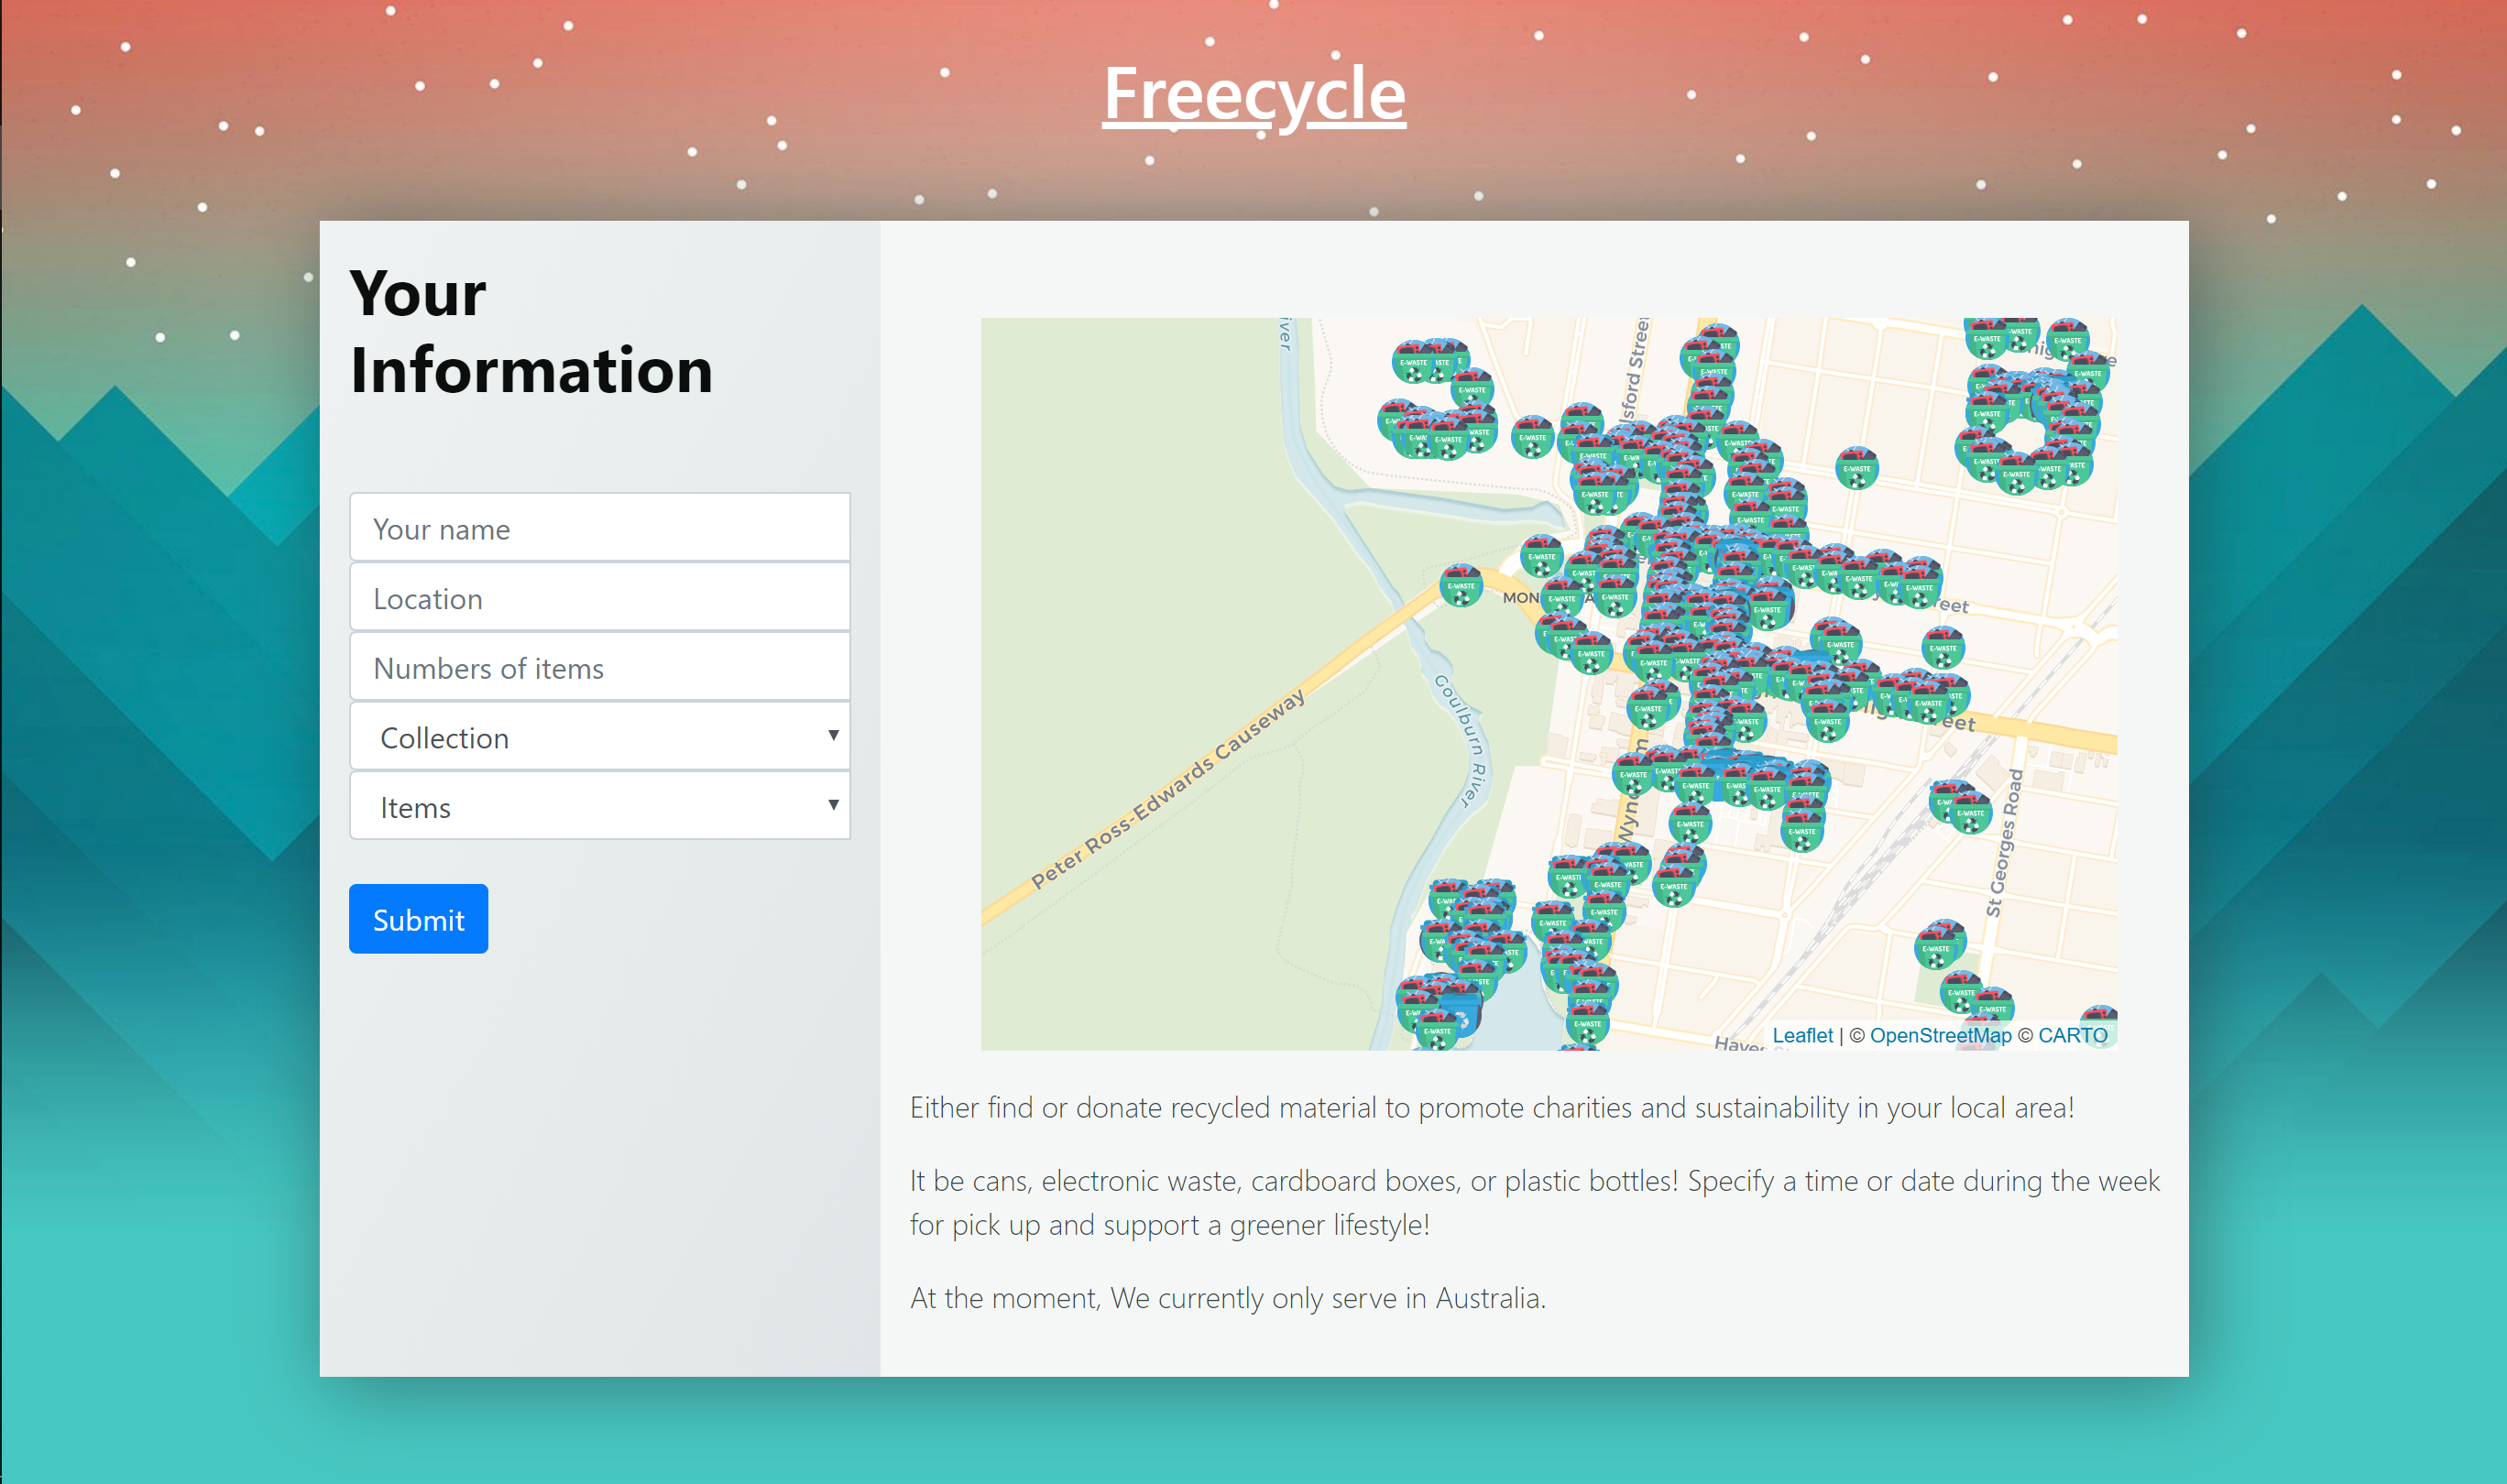 Freecycle
Your
Information
Your name
Location
Numbers of items
Collection
Items
Submit
Peter Ross-Edwards Causeway
Goulburn River
St Georges Road
E-WASTE
Leaflet | © OpenStreetMap © CARTO
Either find or donate recycled material to promote charities and sustainability in your local area!
It be cans, electronic waste, cardboard boxes, or plastic bottles! Specify a time or date during the week
for pick up and support a greener lifestyle!
At the moment, We currently only serve in Australia.